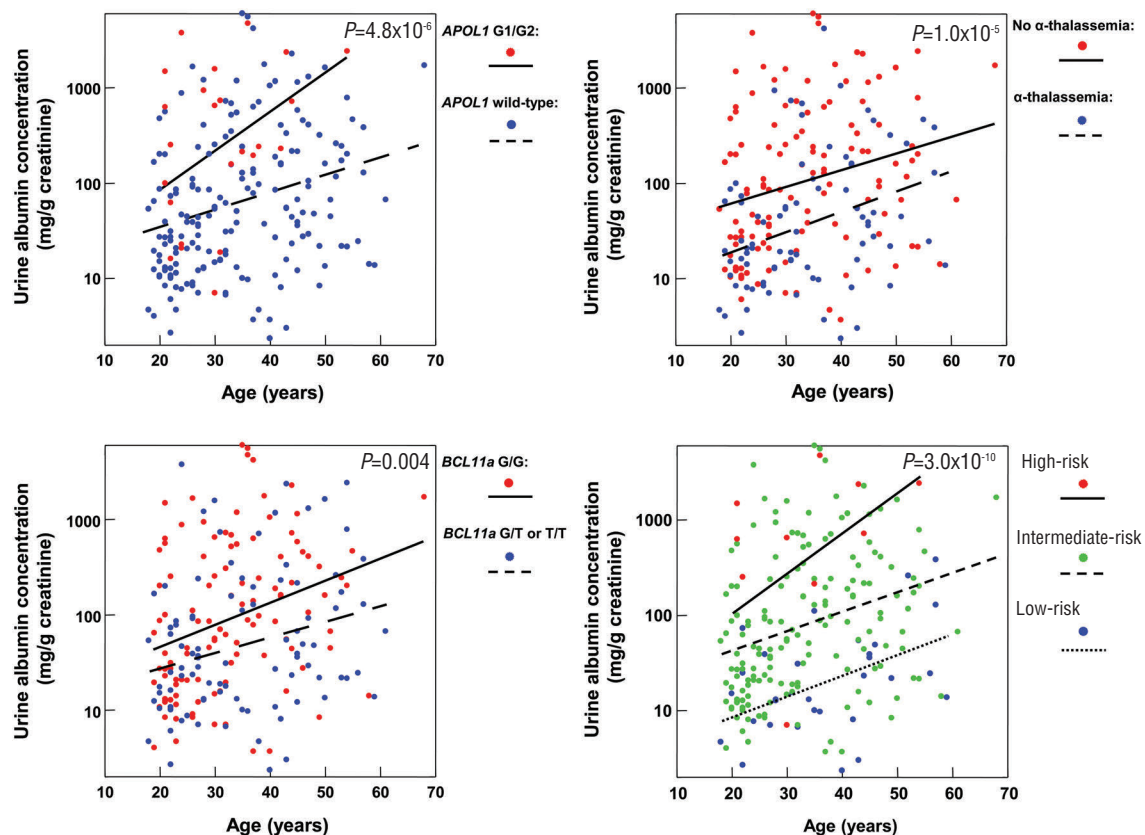 P=4.8x10-6
APOL1 G1/G2:
APOL1 wild-type:
Urine albumin concentration
(mg/g creatinine)
1000
100
10
10 20 30 40 50 60 70
Age (years)
P=1.0x10-5
No α-thalassemia:
α-thalassemia:
Urine albumin concentration
(mg/g creatinine)
1000
100
10
10 20 30 40 50 60 70
Age (years)
P=0.004
BCL11a G/G:
BCL11a G/T or T/T
Urine albumin concentration
(mg/g creatinine)
1000
100
10
10 20 30 40 50 60 70
Age (years)
P=3.0x10-10
High-risk
Intermediate-risk
Low-risk
Urine albumin concentration
(mg/g creatinine)
1000
100
10
10 20 30 40 50 60 70
Age (years)